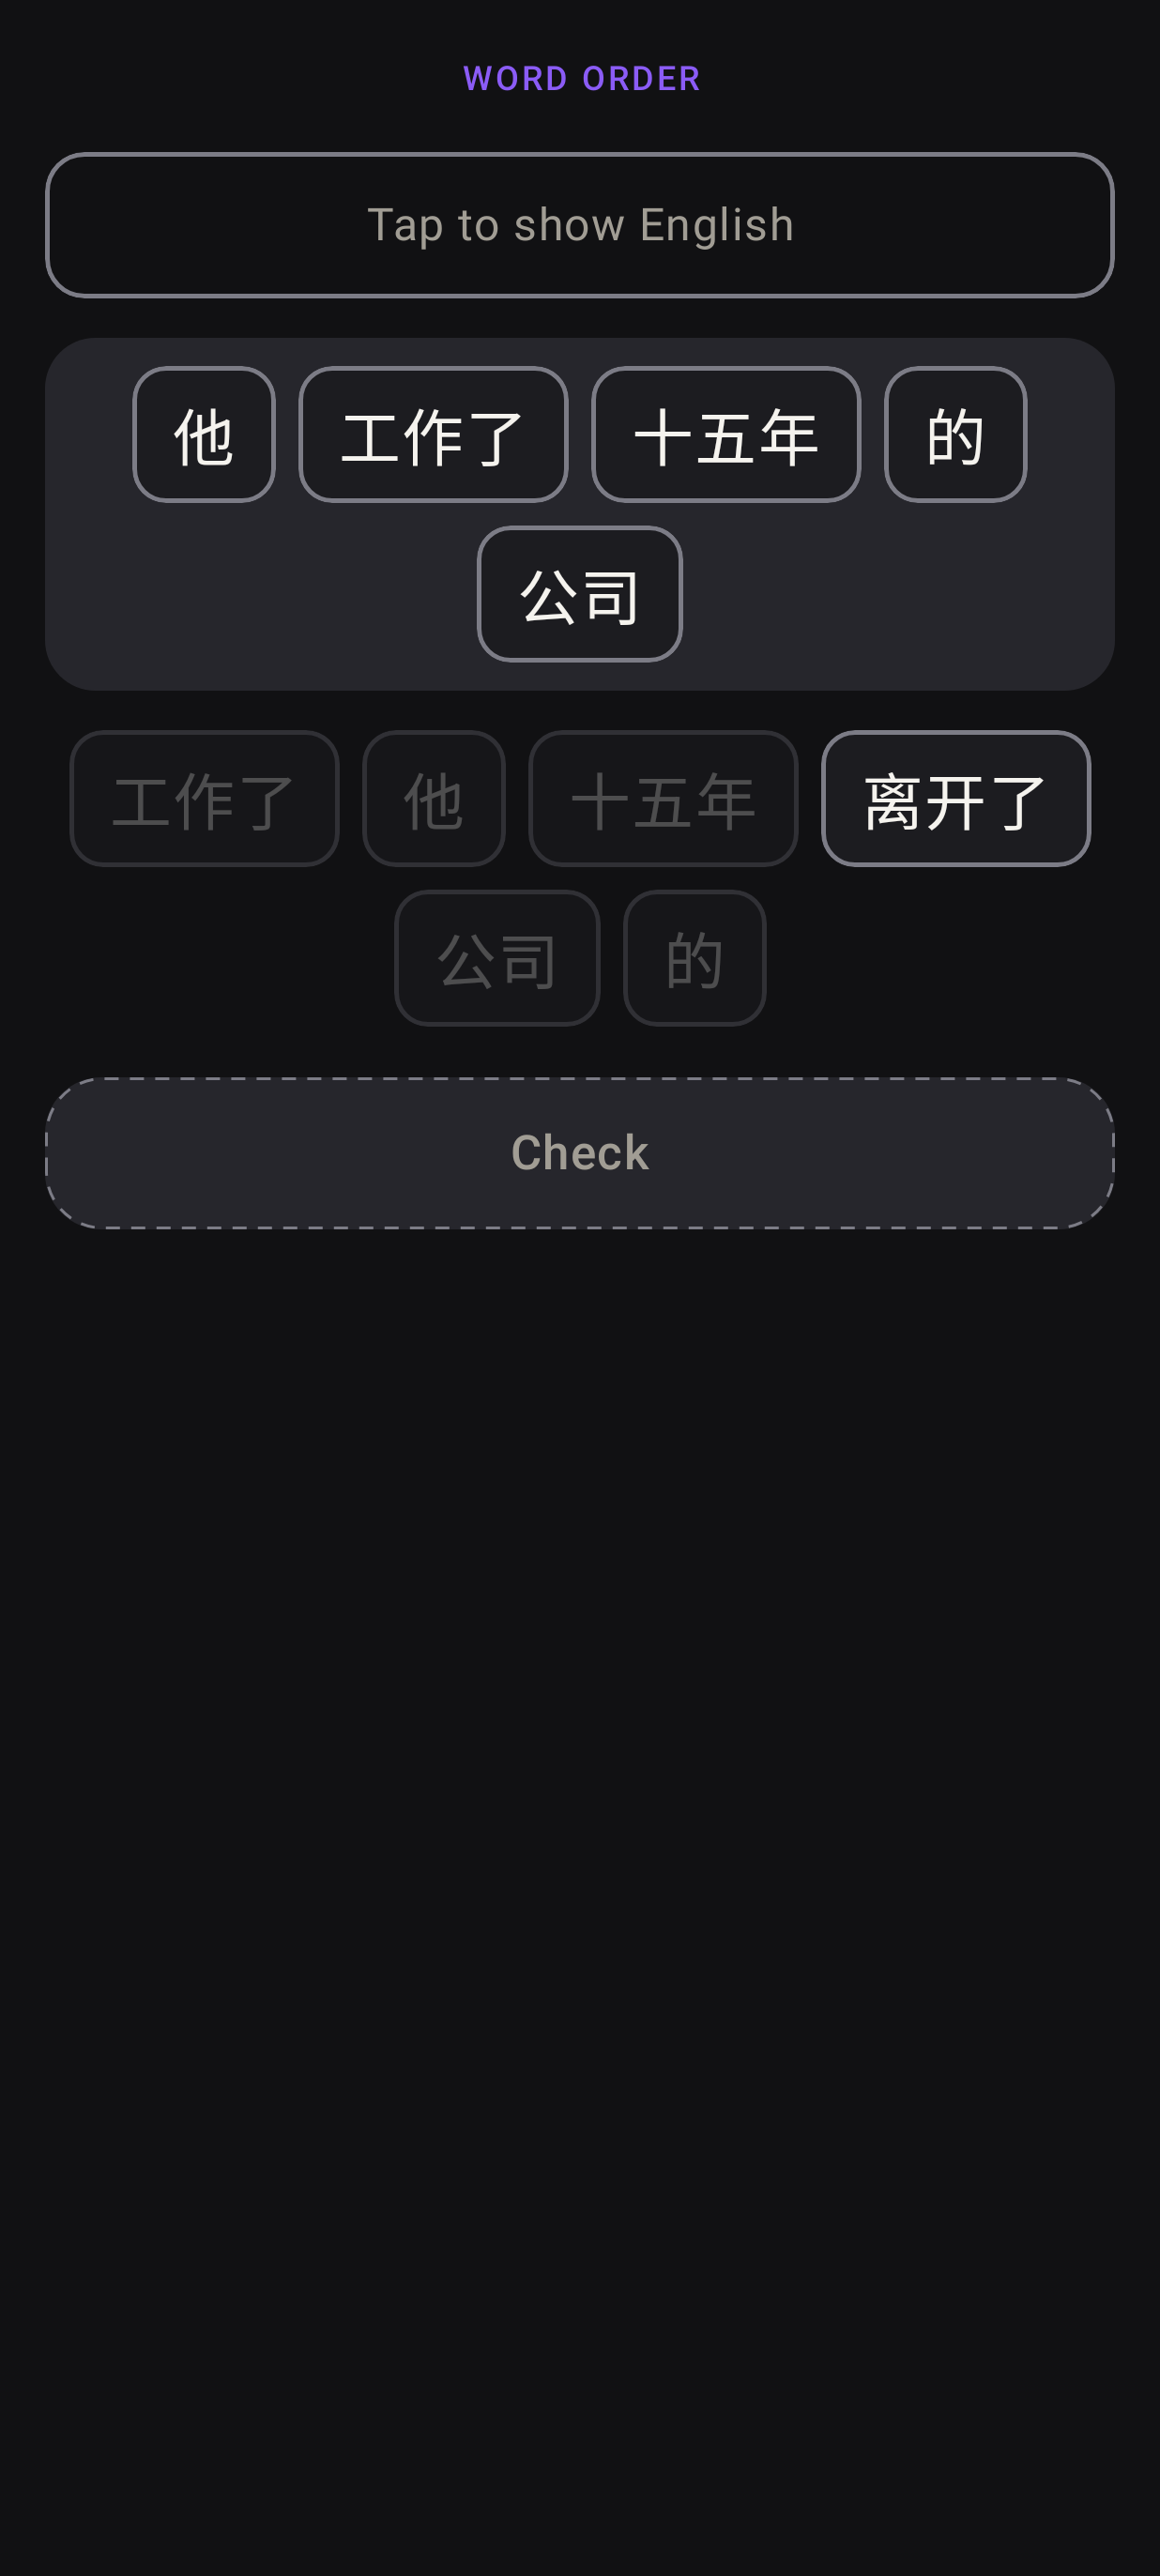 WORD ORDER
Tap to show English
他 工作了 十五年 的
公司
工作了 他 十五年 离开了
公司 的
Check